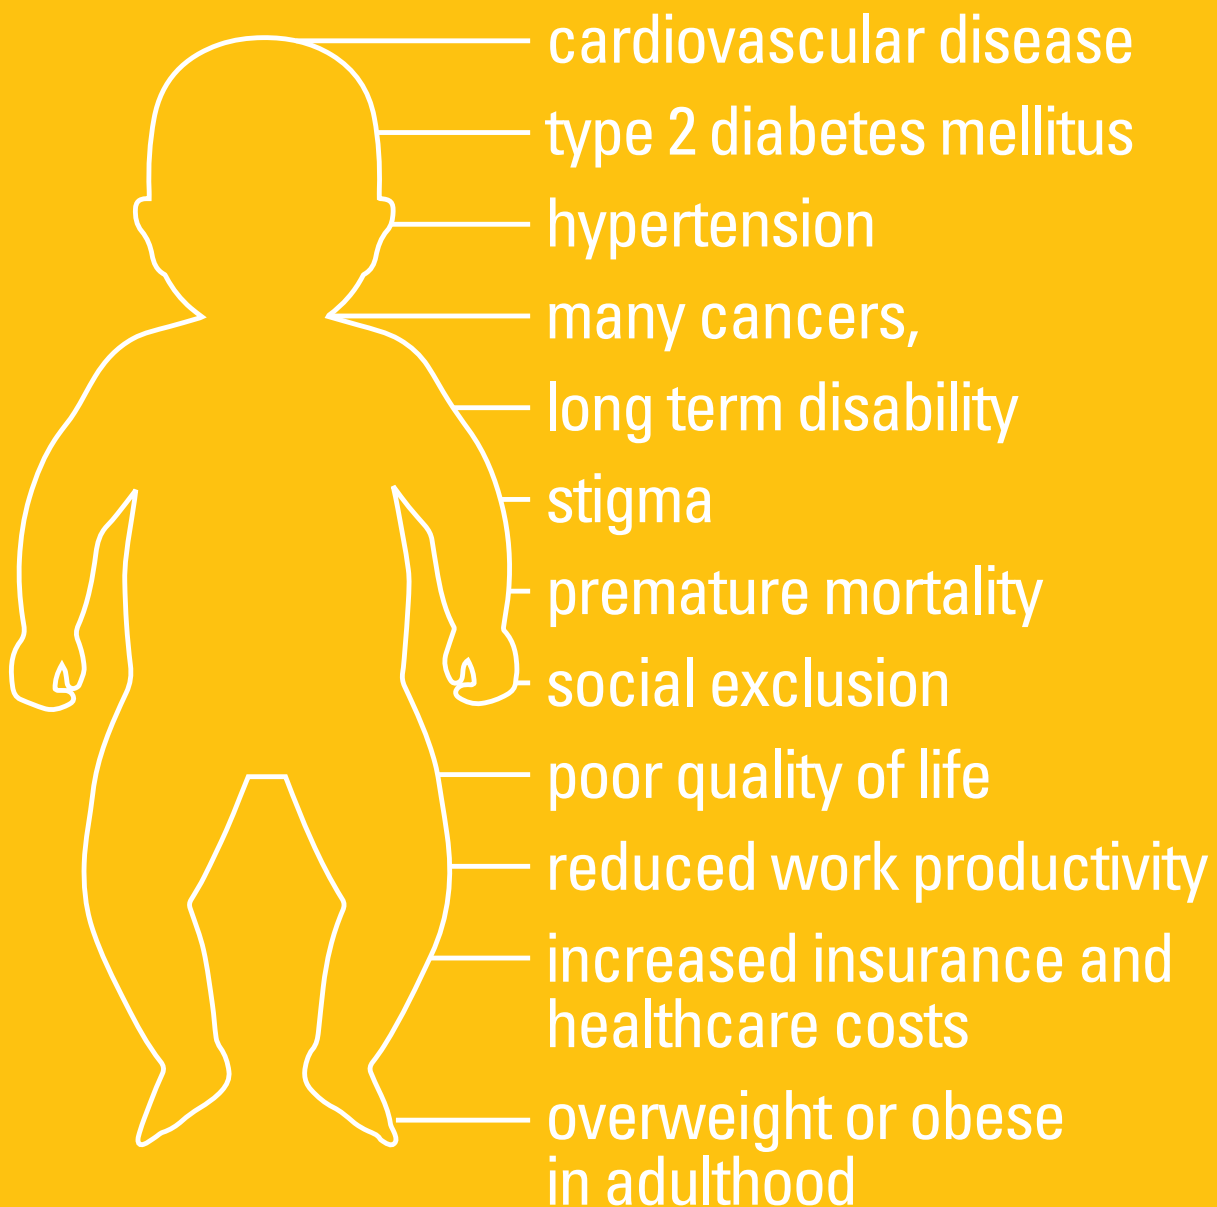 cardiovascular disease
type 2 diabetes mellitus
hypertension
many cancers,
long term disability
stigma
premature mortality
social exclusion
poor quality of life
reduced work productivity
increased insurance and
healthcare costs
overweight or obese
in adulthood